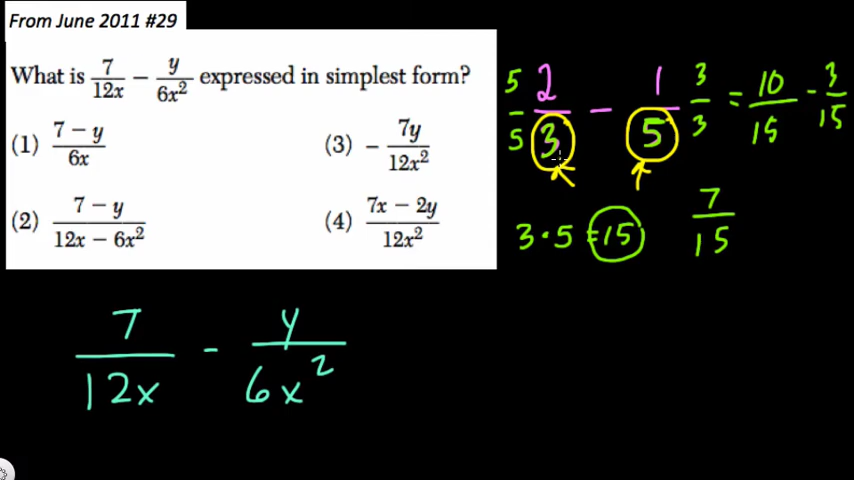 From June 2011 #29
What is 7/12x − y/6x² expressed in simplest form?
(1) 7 − y/6x
(3) − 7y/12x²
(2) 7 − y/12x − 6x²
(4) 7x − 2y/12x²
5/5 2/3 − 1/5 3/3 = 10/15 - 3/15
3 · 5 = 15
7/15
7/12x - y/6x²